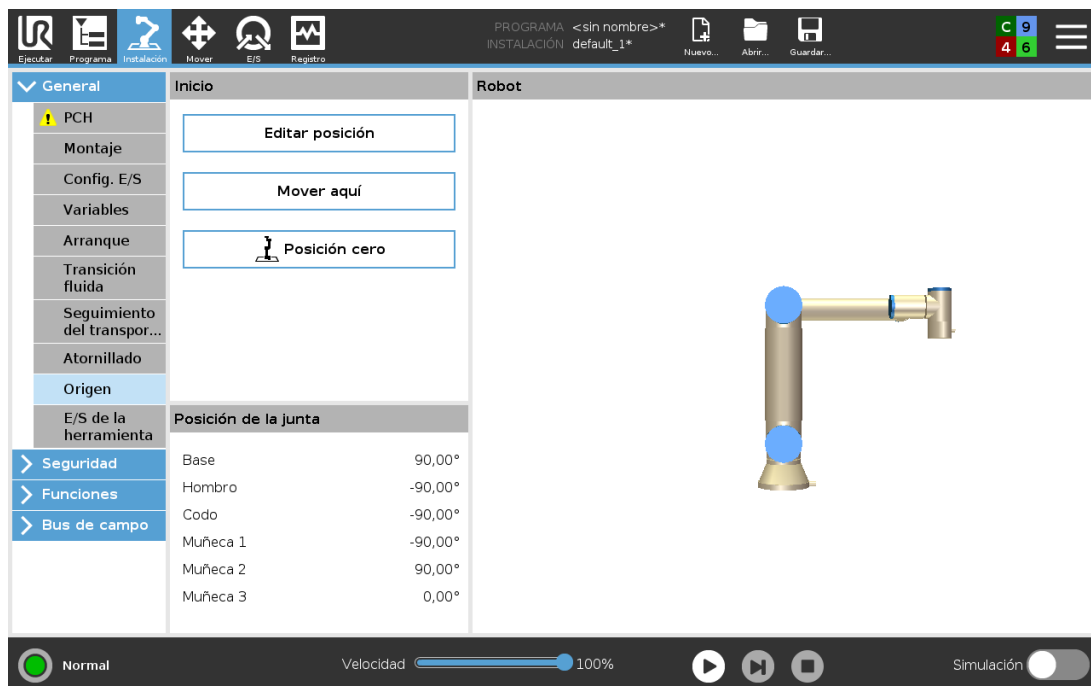 Ejecutar
Programa
Instalación
Mover
E/S
Registro
PROGRAMA <sin nombre>*
INSTALACIÓN default_1*
Nuevo...
Abrir...
Guardar...
C 9
4 6
General
PCH
Montaje
Config. E/S
Variables
Arranque
Transición
fluida
Seguimiento
del transpor...
Atornillado
Origen
E/S de la
herramienta
Seguridad
Funciones
Bus de campo
Inicio
Editar posición
Mover aquí
Posición cero
Posición de la junta
Base 90,00°
Hombro -90,00°
Codo -90,00°
Muñeca 1 -90,00°
Muñeca 2 90,00°
Muñeca 3 0,00°
Robot
Normal
Velocidad 100%
Simulación